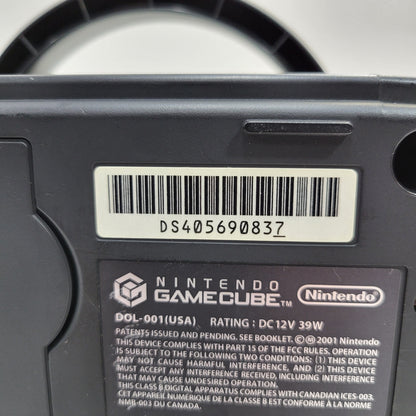 DS405690837
NINTENDO
GAMECUBE™ Nintendo
DOL-001(USA) RATING : DC12V 39W
PATENTS ISSUED AND PENDING, SEE BOOKLET. ©Ⓜ2001 Nintendo
THIS DEVICE COMPLIES WITH PART 15 OF THE FCC RULES. OPERATION
IS SUBJECT TO THE FOLLOWING TWO CONDITIONS: (1) THIS DEVICE
MAY NOT CAUSE HARMFUL INTERFERENCE, AND (2) THIS DEVICE
MUST ACCEPT ANY INTERFERENCE RECEIVED, INCLUDING INTERFERENCE
THAT MAY CAUSE UNDESIRED OPERATION.
THIS CLASS B DIGITAL APPARATUS COMPLIES WITH CANADIAN ICES-003.
CET APPAREIL NUMÉRIQUE DE LA CLASSE B EST CONFORME À LA NORME
NMB-003 DU CANADA.